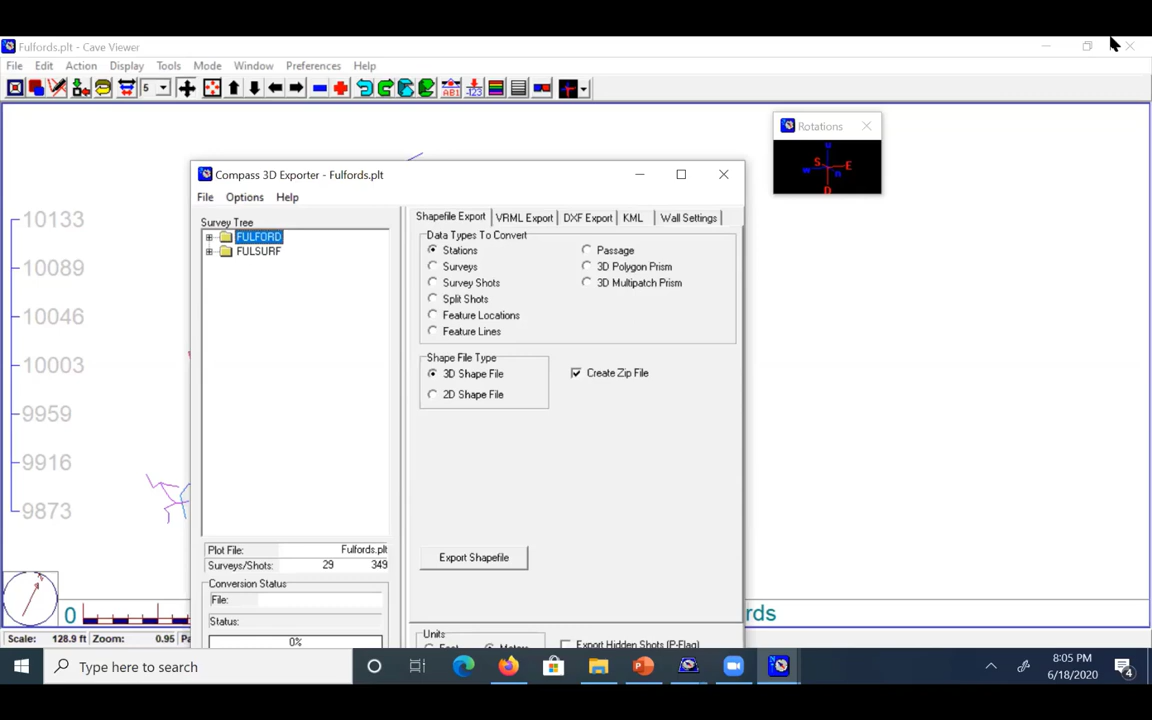 Fulfords.plt - Cave Viewer
File Edit Action Display Tools Mode Window Preferences Help
5
Rotations
U
S E
W n
D
10133
10089
10046
10003
9959
9916
9873
Compass 3D Exporter - Fulfords.plt
File Options Help
Survey Tree
FULFORD
FULSURF
Plot File: Fulfords.plt
Surveys/Shots: 29 349
Conversion Status
File:
Status:
0%
Shapefile Export VRML Export DXF Export KML Wall Settings
Data Types To Convert
Stations Passage
Surveys 3D Polygon Prism
Survey Shots 3D Multipatch Prism
Split Shots
Feature Locations
Feature Lines
Shape File Type
3D Shape File Create Zip File
2D Shape File
Export Shapefile
Units
Feet Meters Export Hidden Shots (P-Flag)
0 rds
Scale: 128.9 ft Zoom: 0.95 Pa
Type here to search
8:05 PM
6/18/2020
4